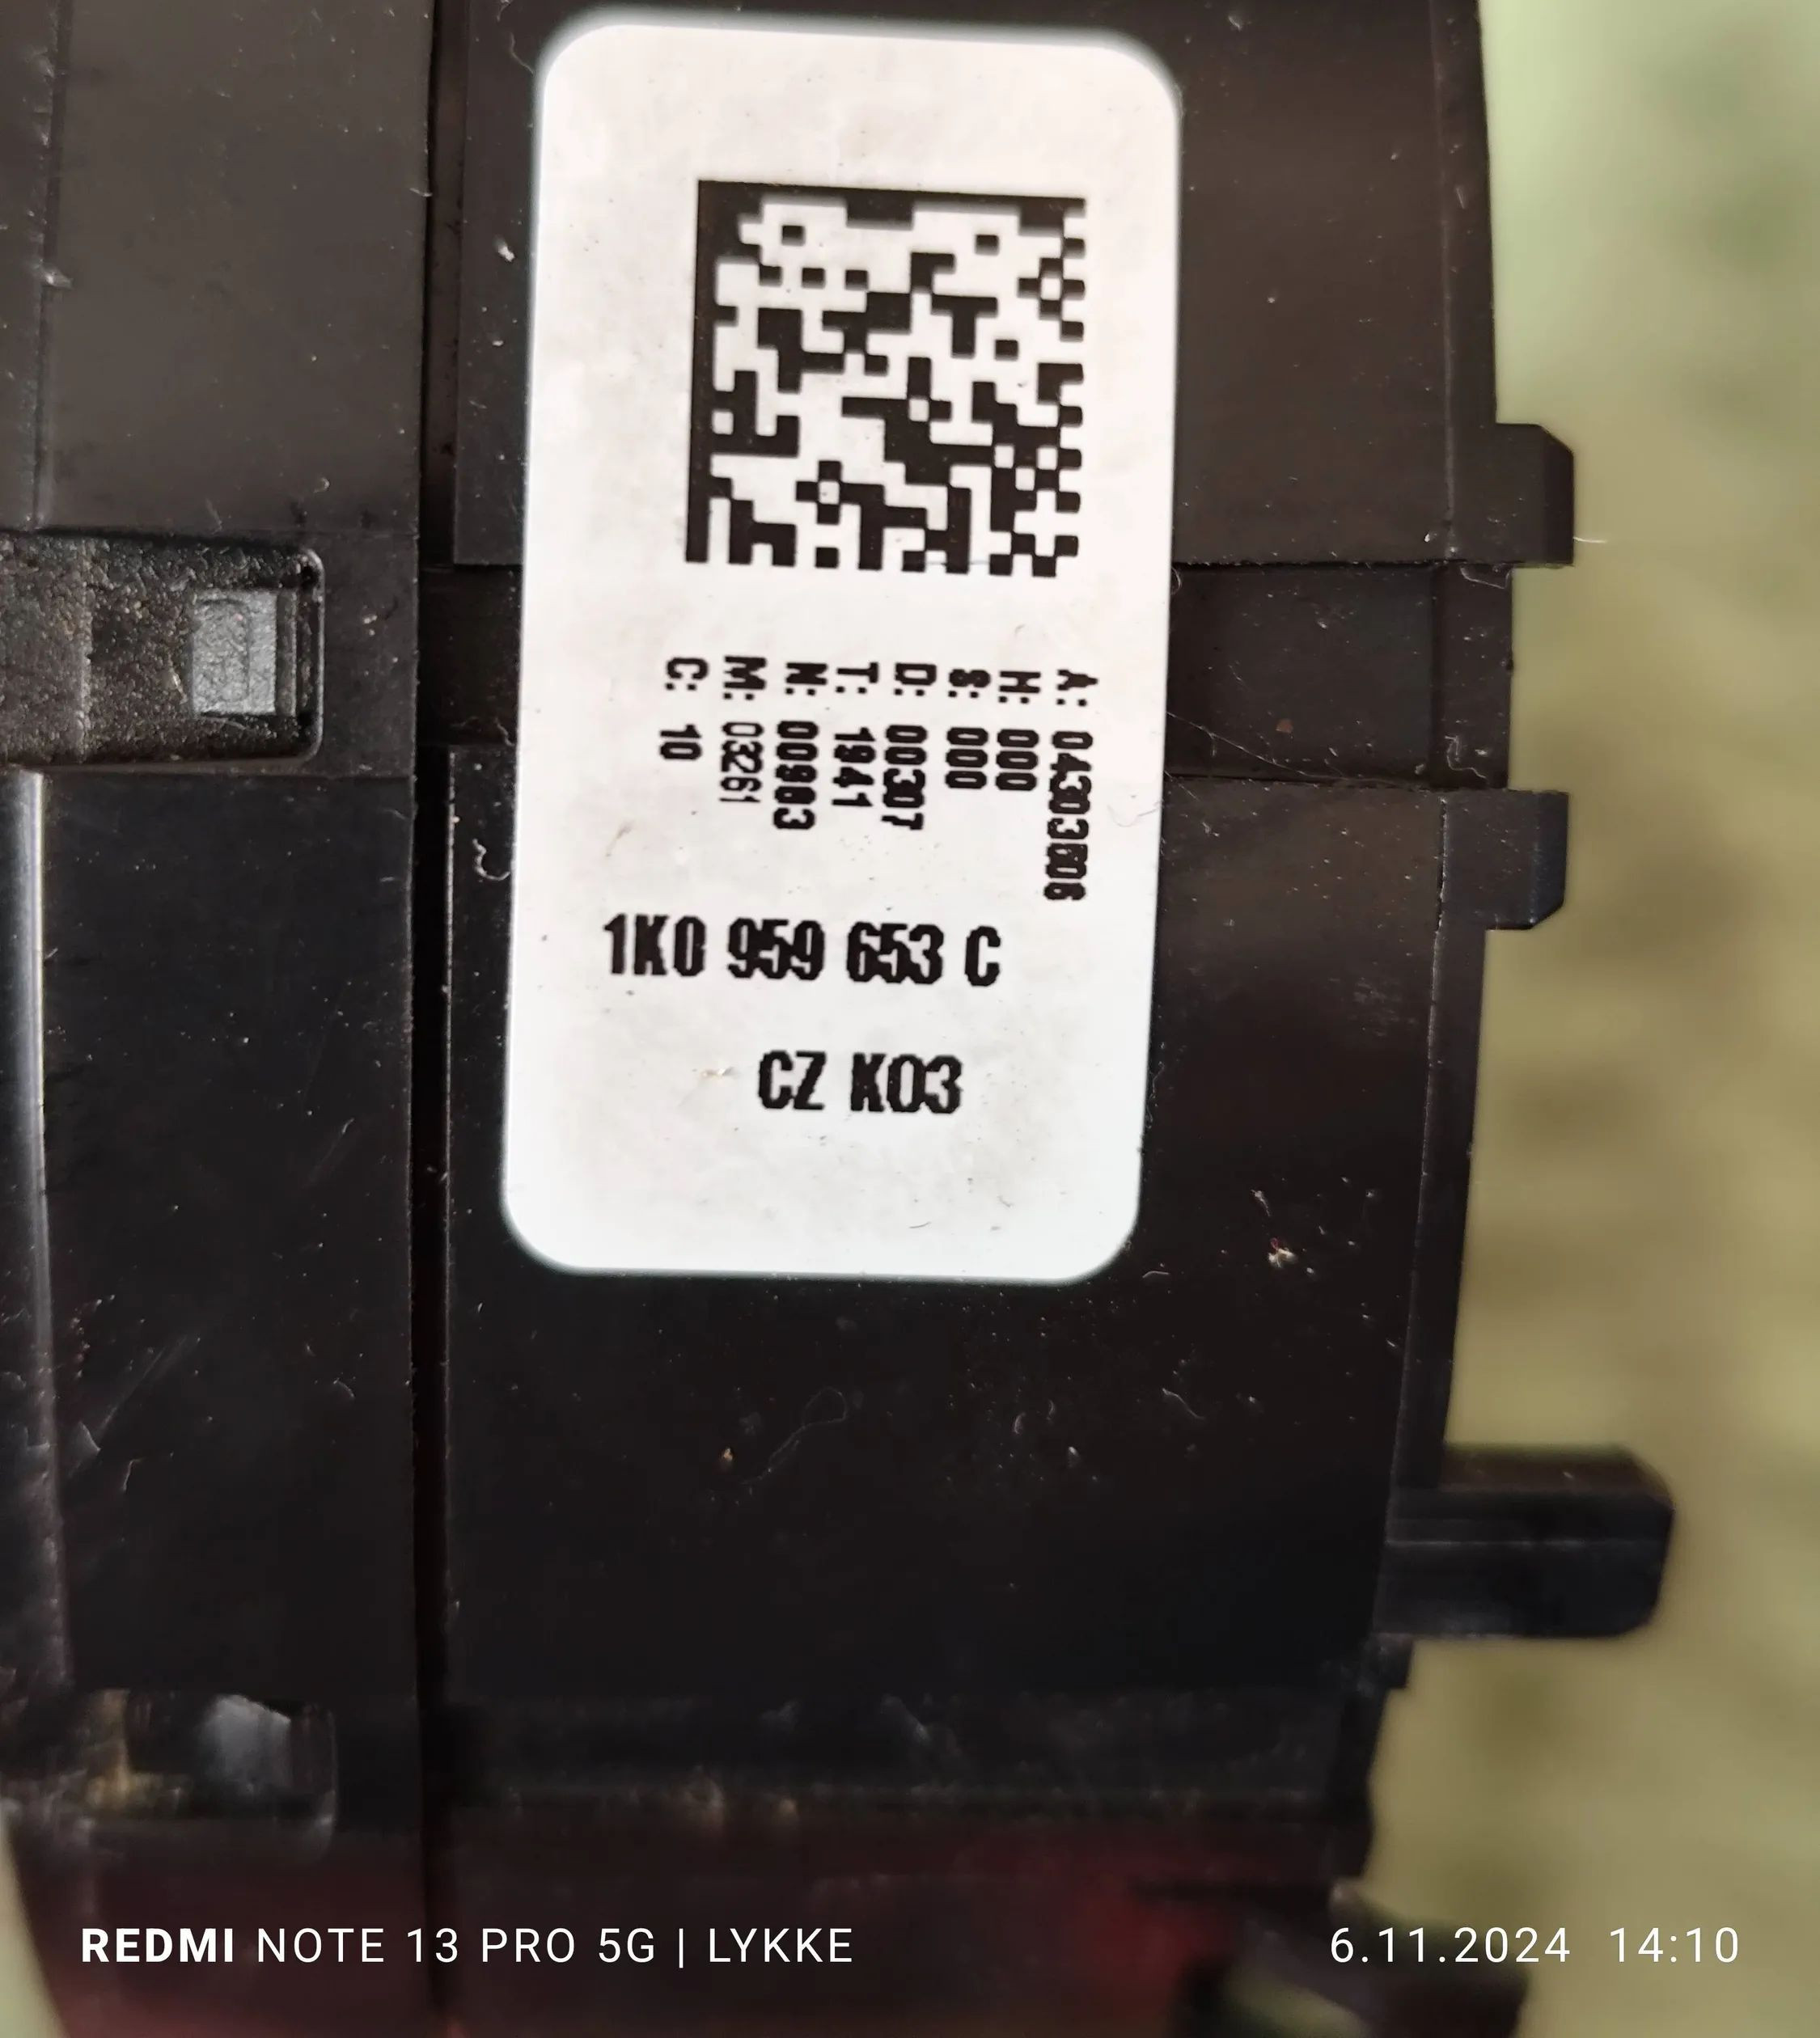 A: 04303606
H: 000
S: 000
D: 00307
T: 1941
N: 00903
M: 03261
C: 10
1K0 959 653 C
CZ K03
REDMI NOTE 13 PRO 5G | LYKKE
6.11.2024 14:10